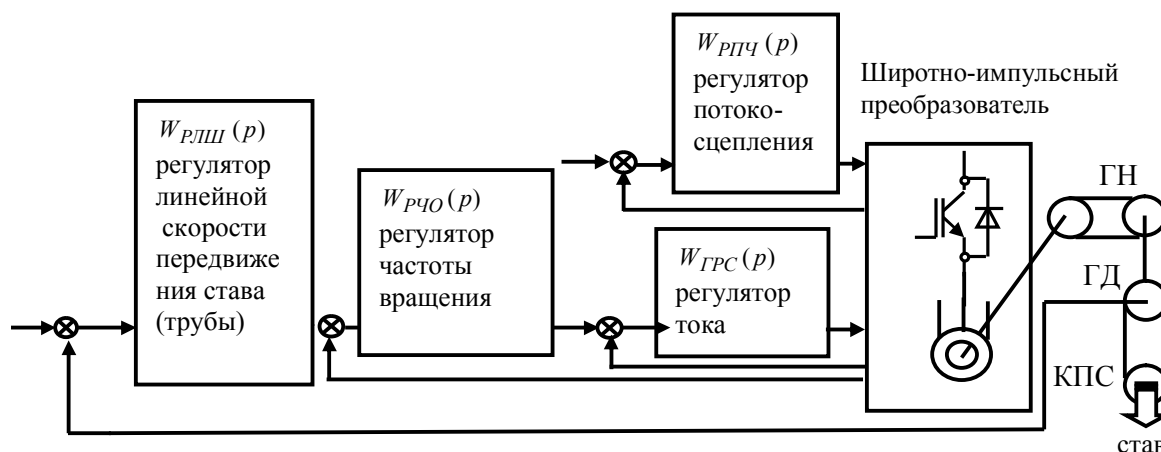 W_РЛШ (p)
регулятор
линейной
скорости
передвиже
ния става
(трубы)
W_РЧО (p)
регулятор
частоты
вращения
W_РПЧ (p)
регулятор
потоко-
сцепления
W_ГРС (p)
регулятор
тока
Широтно-импульсный
преобразователь
ГН
ГД
КПС
став